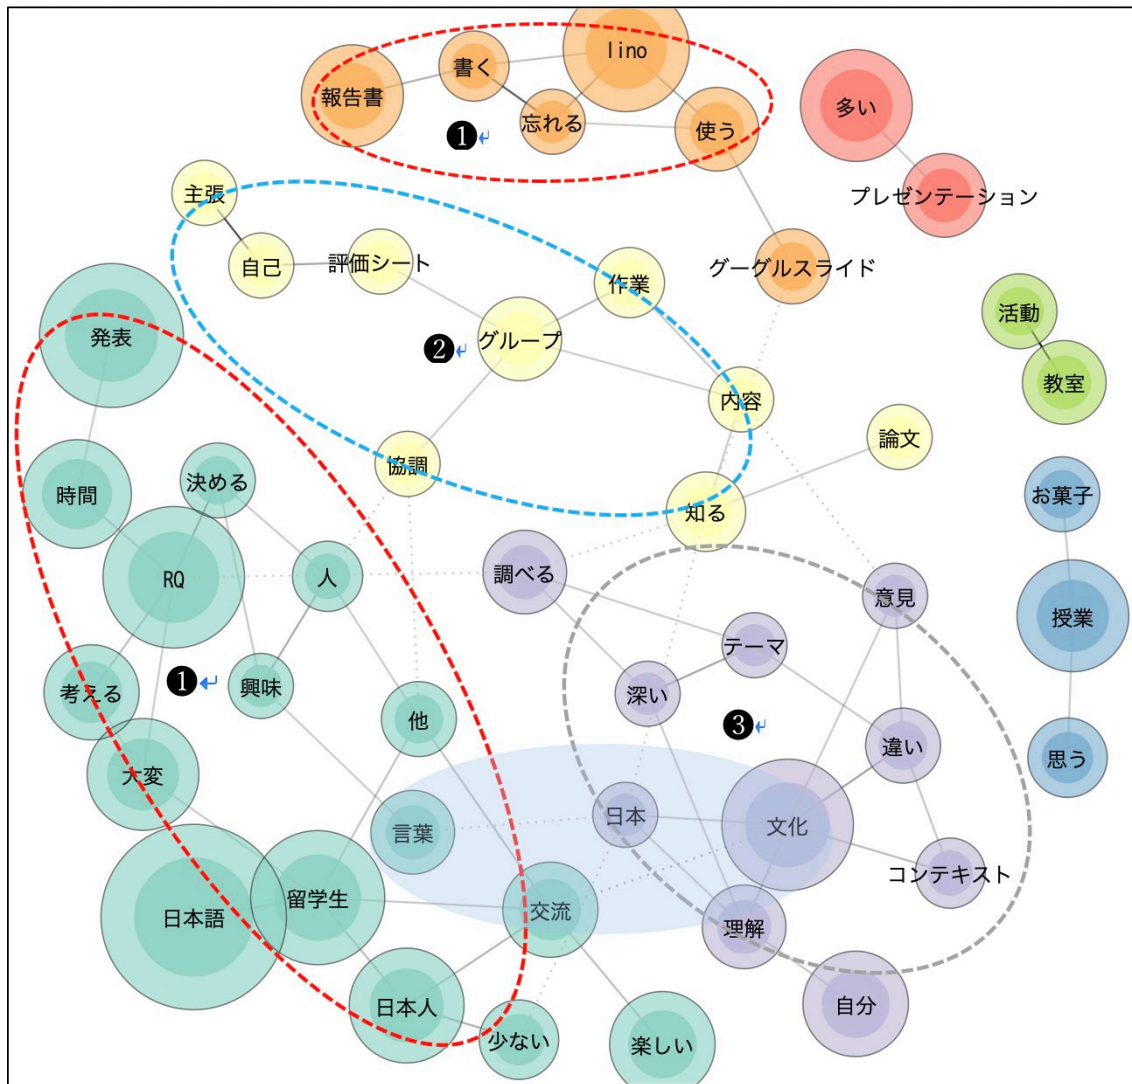 lino
書く
報告書
忘れる
使う
❶↵
多い
プレゼンテーション
主張
自己
評価シート
作業
グーグルスライド
活動
教室
発表
❷↵
グループ
内容
論文
協調
時間
決める
知る
お菓子
RQ
人
調べる
意見
授業
考える
❶↵
興味
他
深い
テーマ
❸↵
違い
思う
大変
言葉
日本
文化
コンテキスト
日本語
留学生
交流
理解
日本人
少ない
楽しい
自分